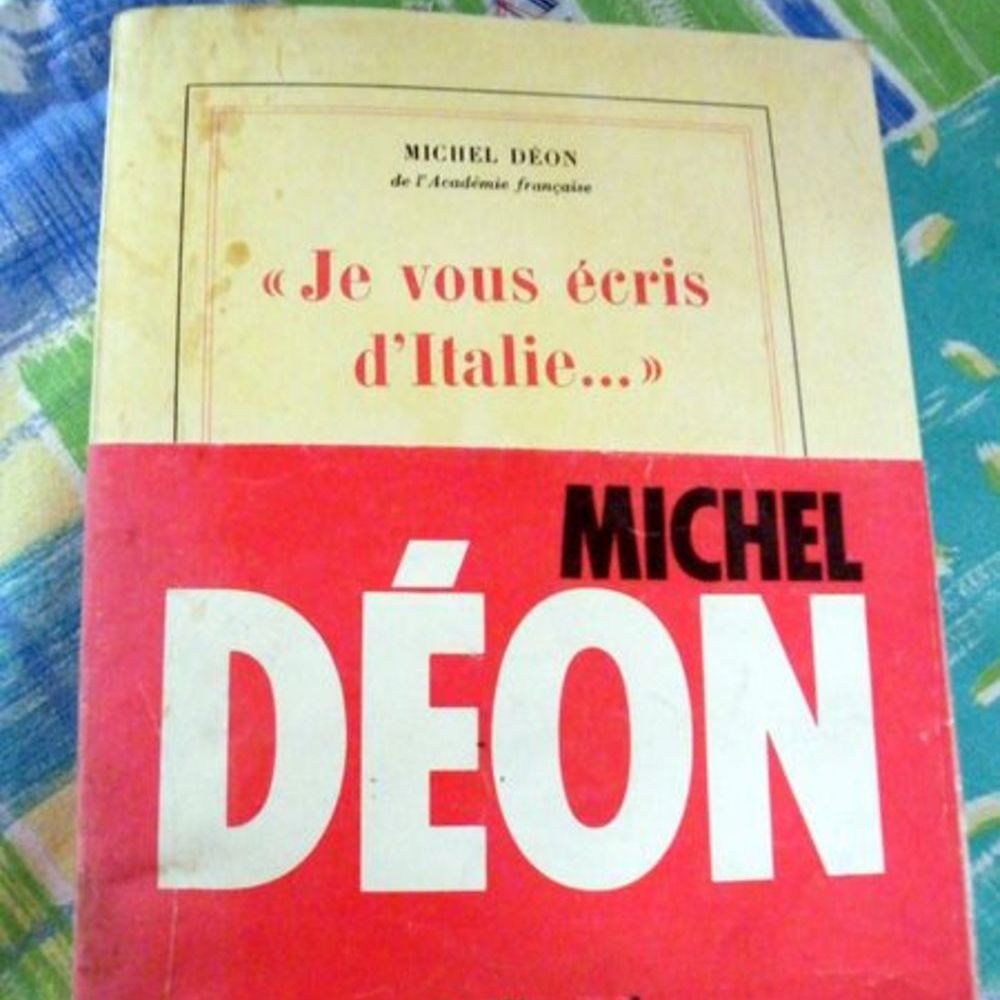 MICHEL DÉON
de l'Académie française
« Je vous écris
d'Italie... »
MICHEL
DÉON